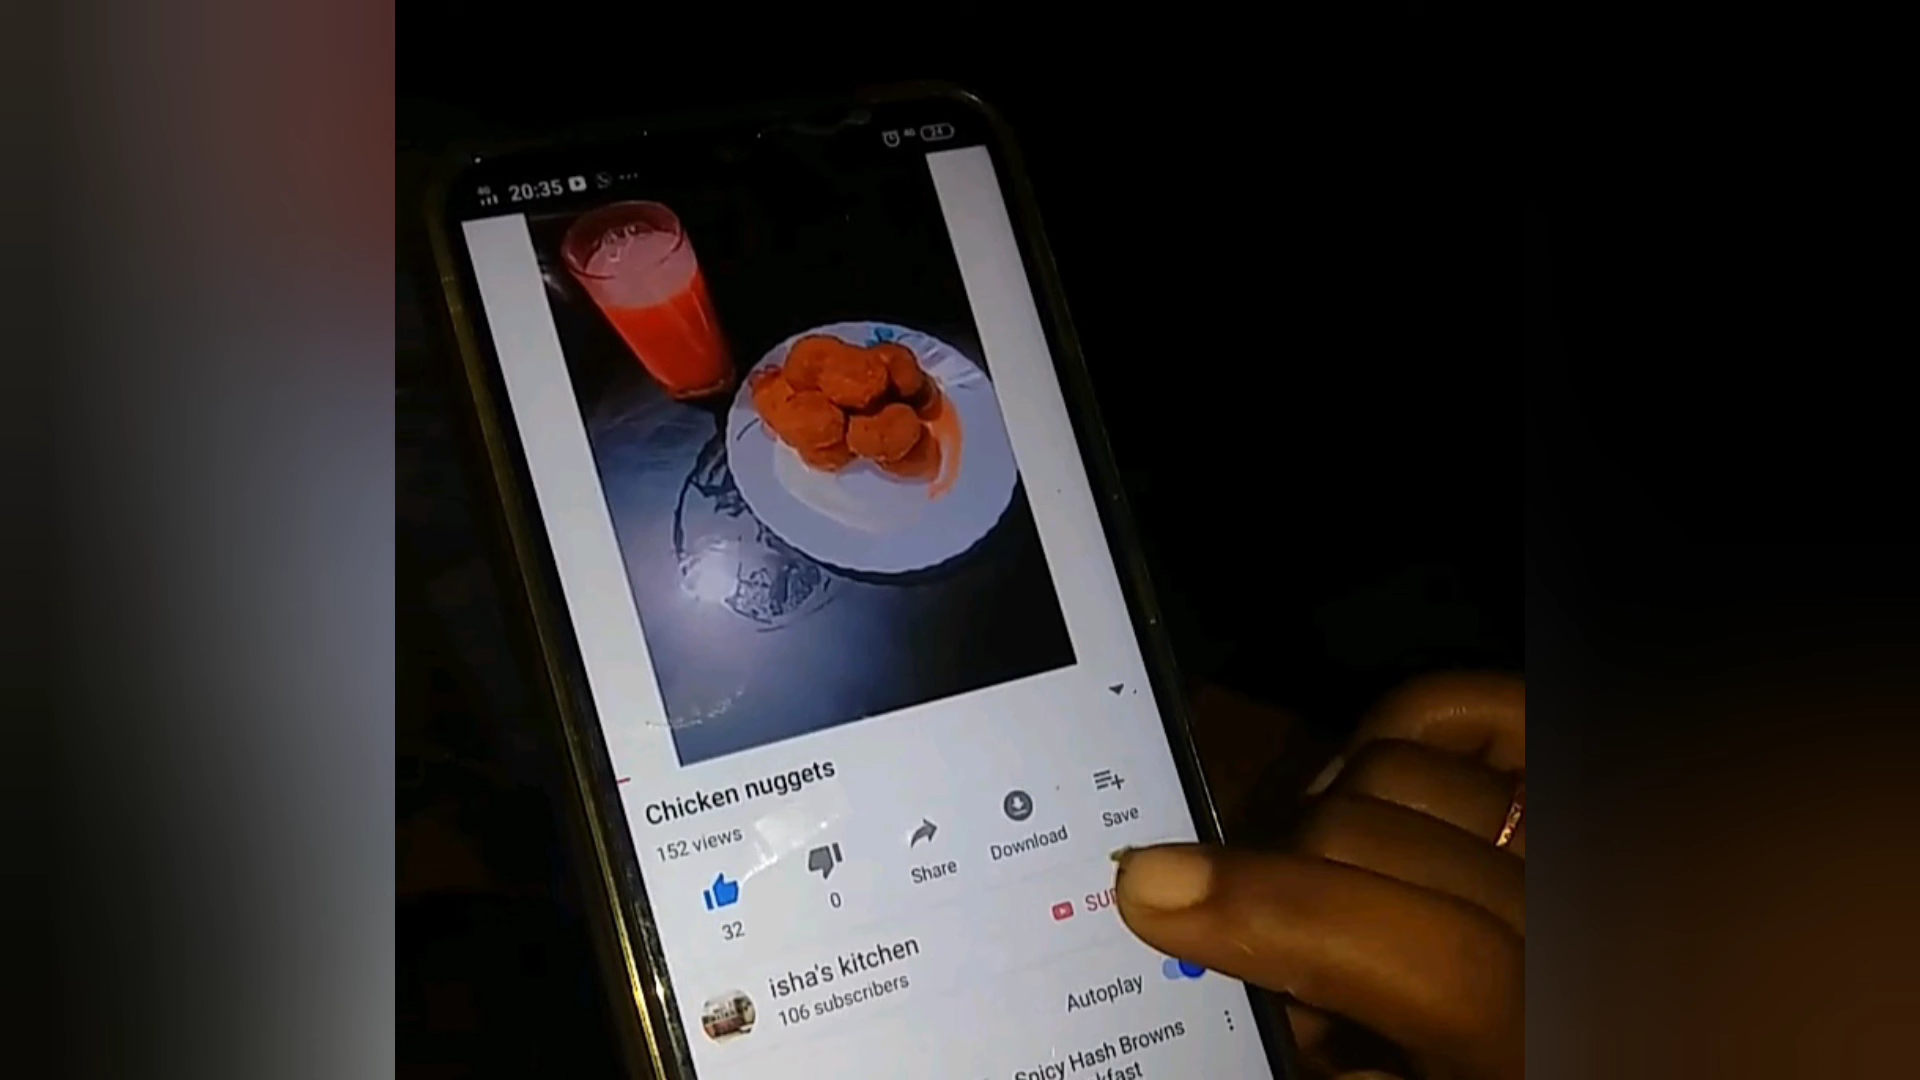 20:35
24
Chicken nuggets
152 views
32
0
Share
Download
Save
isha's kitchen
106 subscribers
Autoplay
Spicy Hash Browns